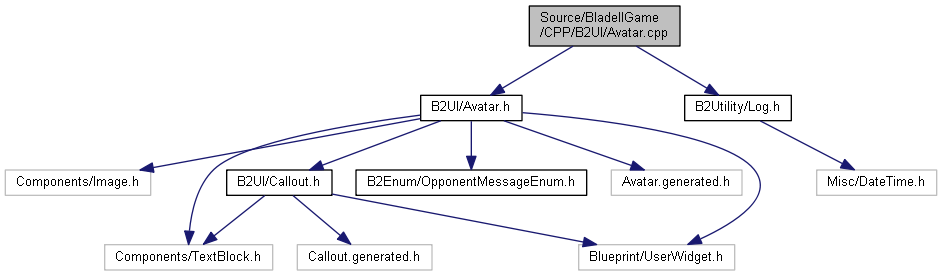 Source/BladeIIGame
/CPP/B2UI/Avatar.cpp
B2UI/Avatar.h
B2Utility/Log.h
Components/Image.h
B2UI/Callout.h
B2Enum/OpponentMessageEnum.h
Avatar.generated.h
Misc/DateTime.h
Components/TextBlock.h
Callout.generated.h
Blueprint/UserWidget.h